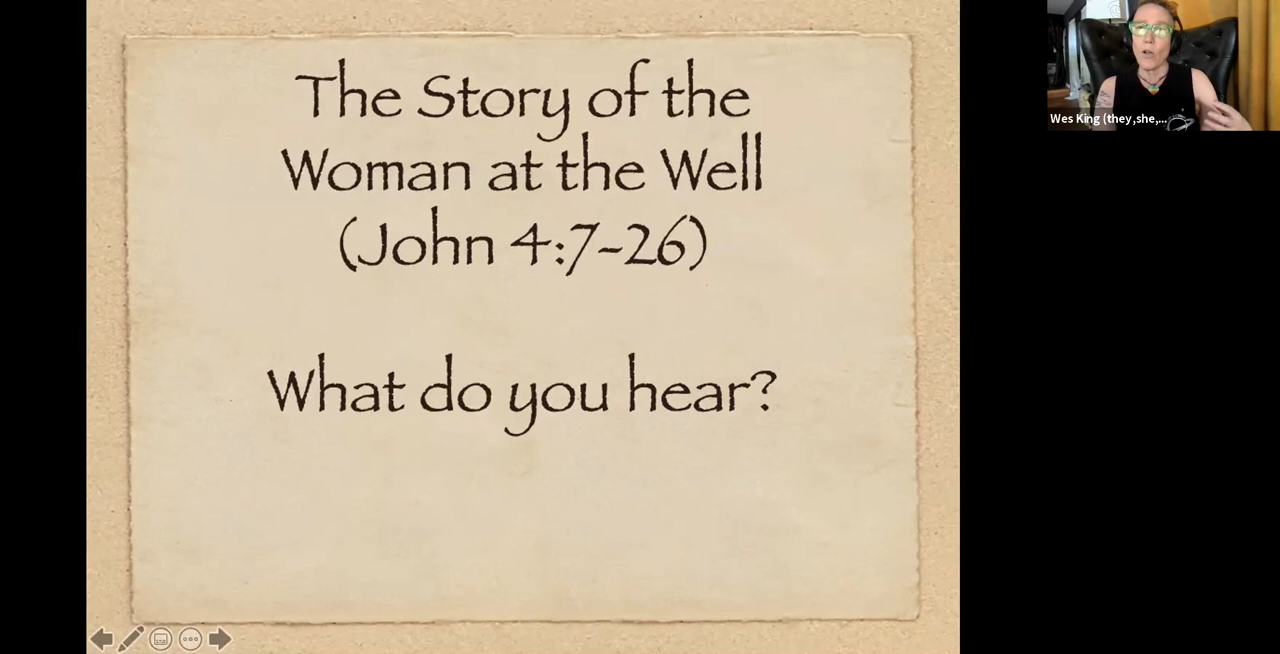 The Story of the
Woman at the Well
(John 4:7-26)
What do you hear?
Wes King (they,she,...